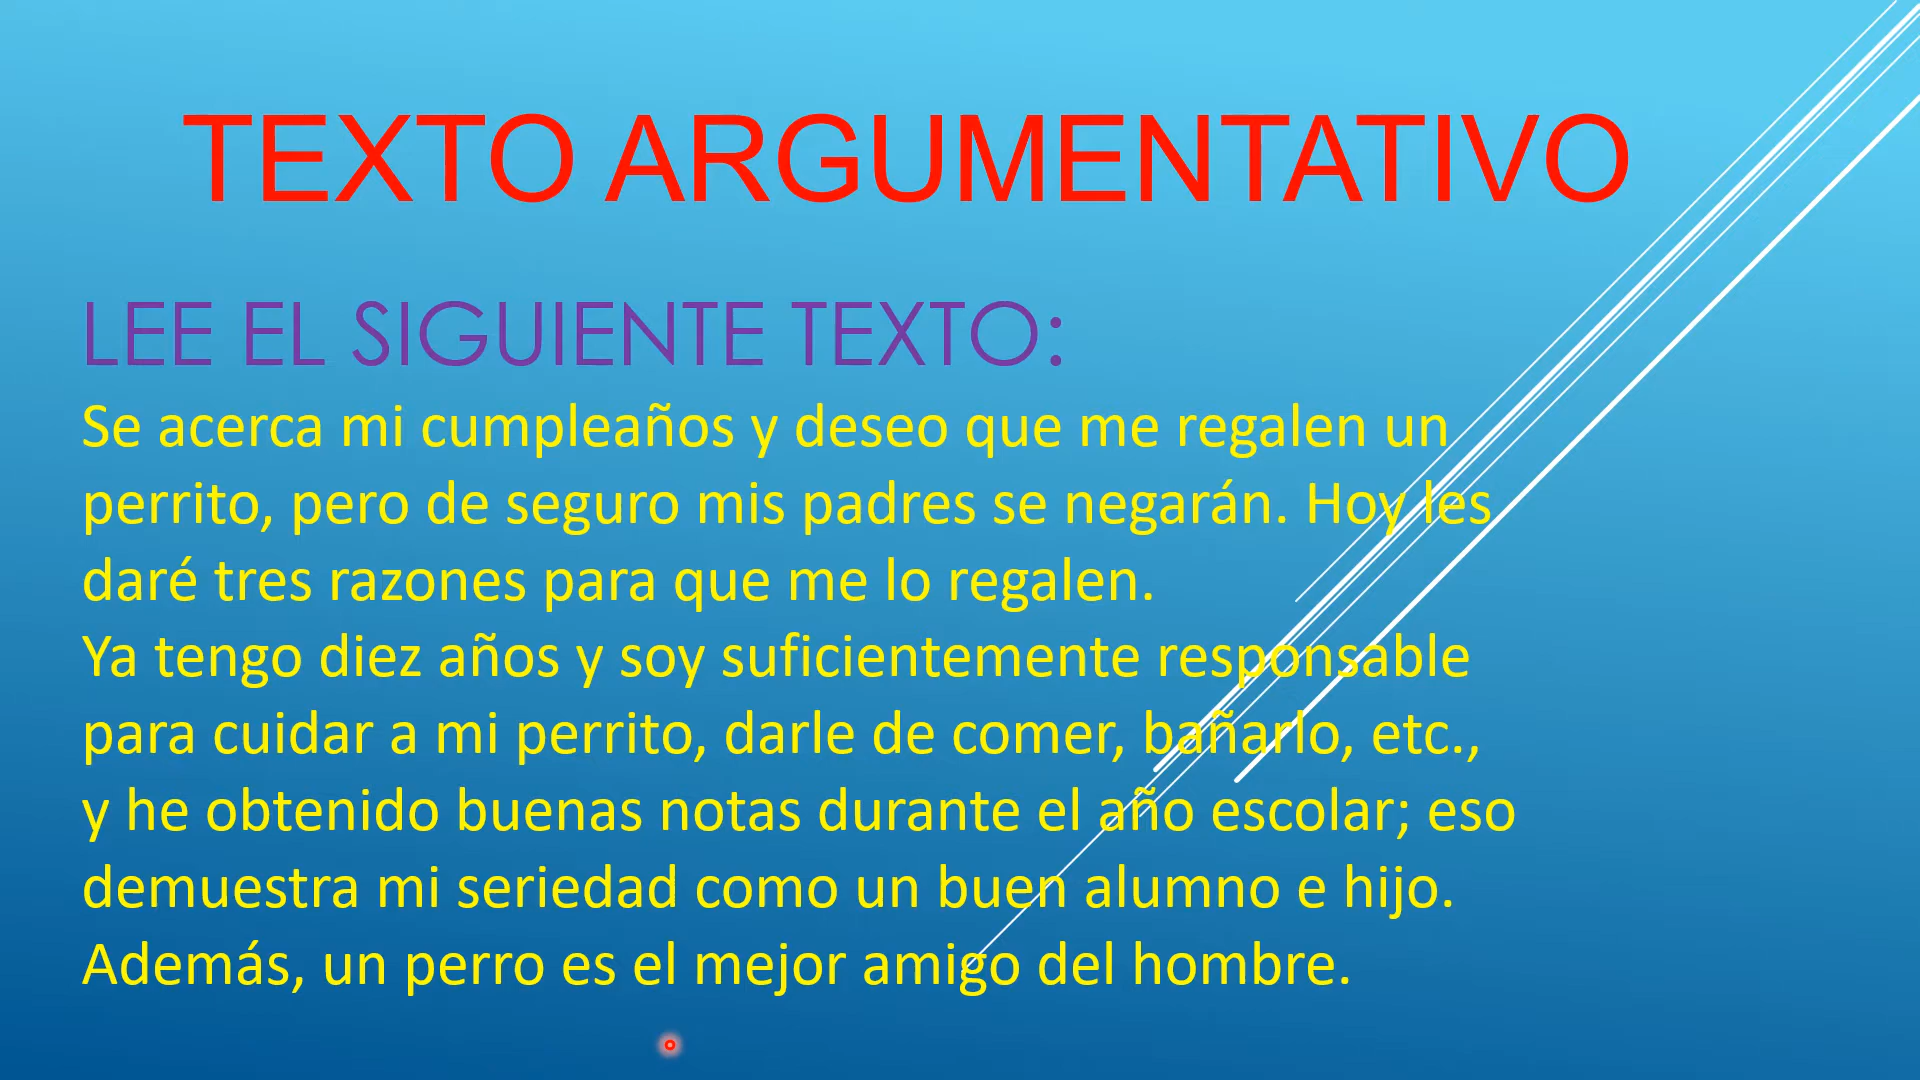 TEXTO ARGUMENTATIVO
LEE EL SIGUIENTE TEXTO:
Se acerca mi cumpleaños y deseo que me regalen un
perrito, pero de seguro mis padres se negarán. Hoy les
daré tres razones para que me lo regalen.
Ya tengo diez años y soy suficientemente responsable
para cuidar a mi perrito, darle de comer, bañarlo, etc.,
y he obtenido buenas notas durante el año escolar; eso
demuestra mi seriedad como un buen alumno e hijo.
Además, un perro es el mejor amigo del hombre.